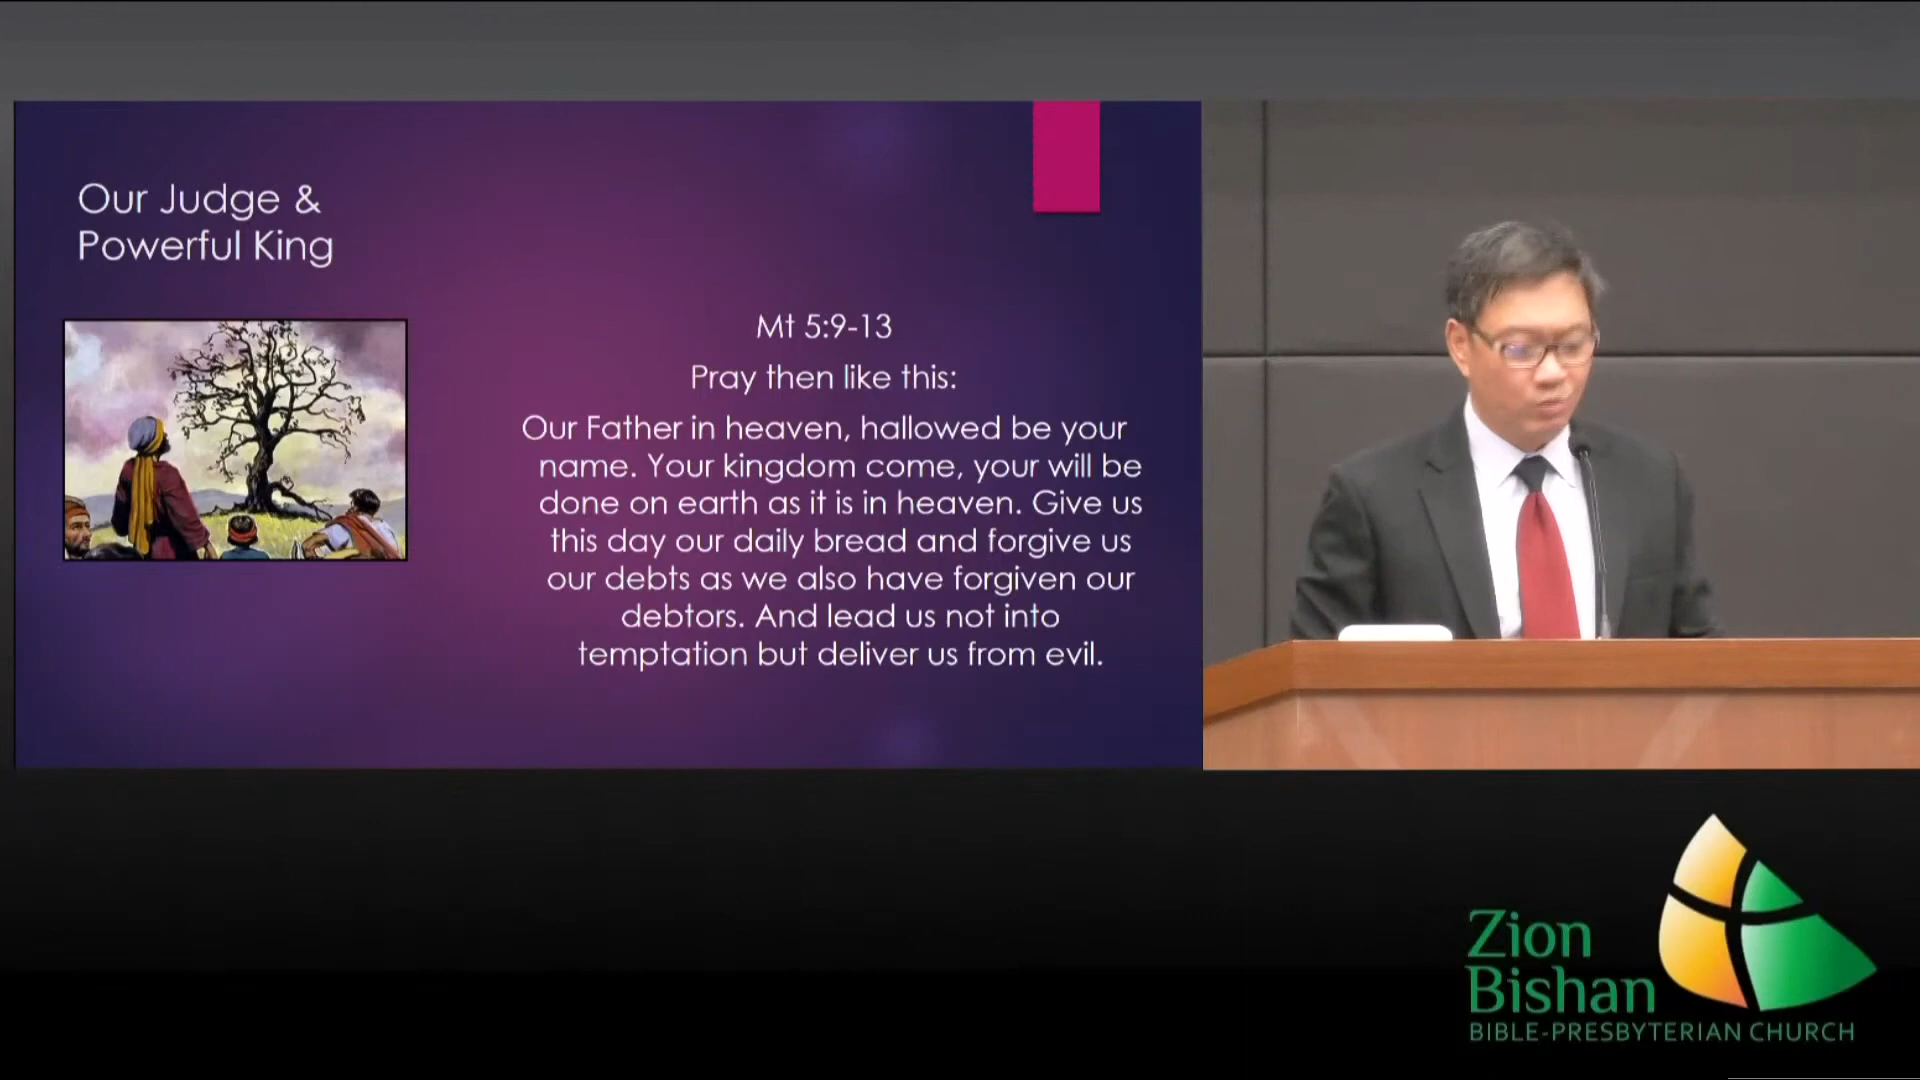 Our Judge &
Powerful King
Mt 5:9-13
Pray then like this:
Our Father in heaven, hallowed be your
name. Your kingdom come, your will be
done on earth as it is in heaven. Give us
this day our daily bread and forgive us
our debts as we also have forgiven our
debtors. And lead us not into
temptation but deliver us from evil.
Zion
Bishan
BIBLE-PRESBYTERIAN CHURCH